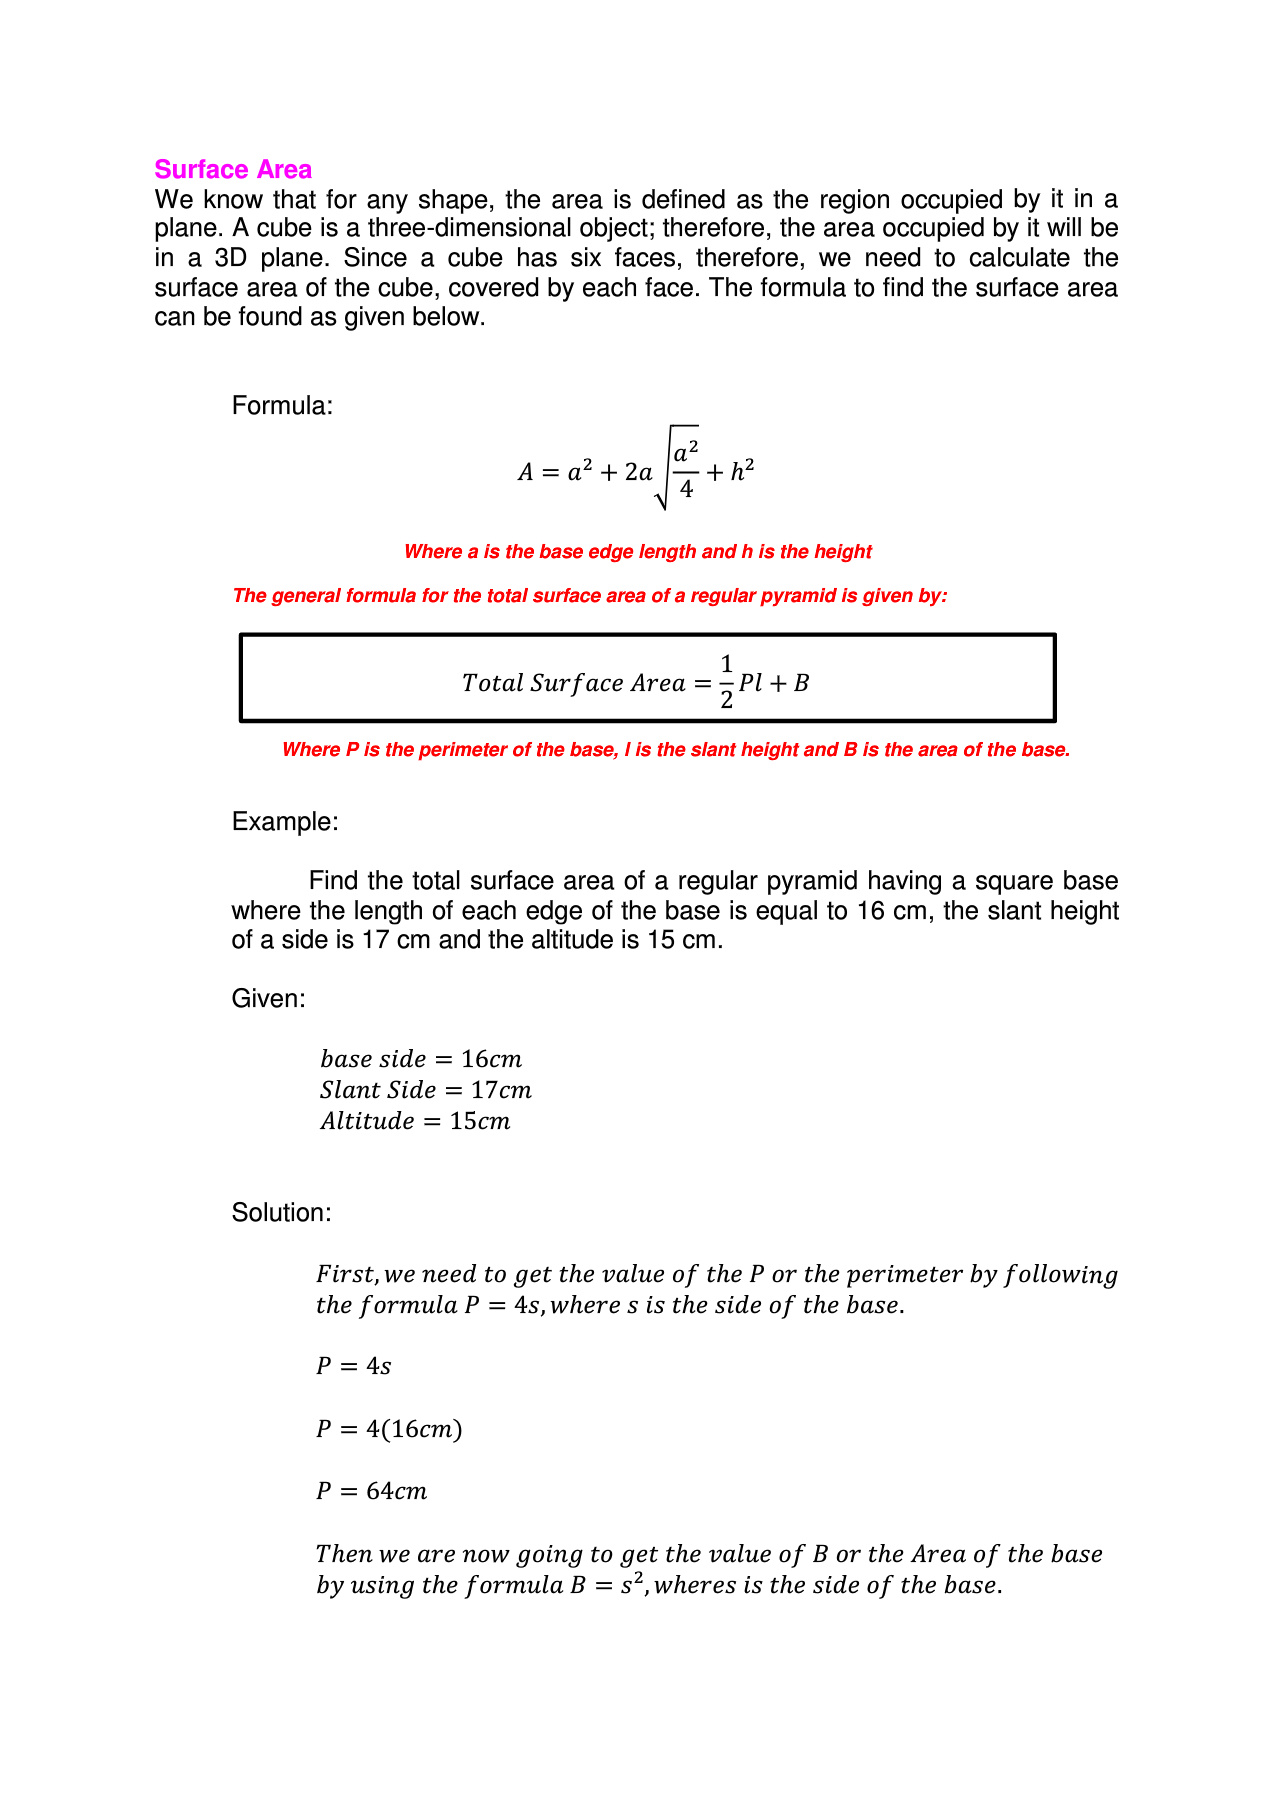 Surface Area
We know that for any shape, the area is defined as the region occupied by it in a
plane. A cube is a three-dimensional object; therefore, the area occupied by it will be
in a 3D plane. Since a cube has six faces, therefore, we need to calculate the
surface area of the cube, covered by each face. The formula to find the surface area
can be found as given below.
Formula:
A = a² + 2a√(a²/4) + h²
Where a is the base edge length and h is the height
The general formula for the total surface area of a regular pyramid is given by:
Total Surface Area = 1/2 Pl + B
Where P is the perimeter of the base, l is the slant height and B is the area of the base.
Example:
Find the total surface area of a regular pyramid having a square base
where the length of each edge of the base is equal to 16 cm, the slant height
of a side is 17 cm and the altitude is 15 cm.
Given:
base side = 16cm
Slant Side = 17cm
Altitude = 15cm
Solution:
First, we need to get the value of the P or the perimeter by following
the formula P = 4s, where s is the side of the base.
P = 4s
P = 4(16cm)
P = 64cm
Then we are now going to get the value of B or the Area of the base
by using the formula B = s², wheres is the side of the base.